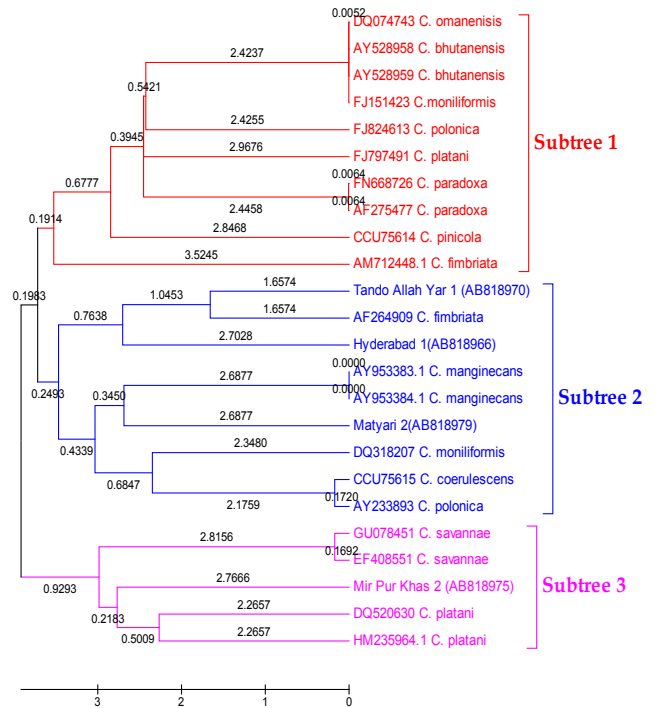 0.0052
DQ074743 C. omanenisis
AY528958 C. bhutanensis
2.4237
AY528959 C. bhutanensis
0.5421
FJ151423 C.moniliformis
2.4255
FJ824613 C. polonica
0.3945
Subtree 1
2.9676
FJ797491 C. platani
0.0064
FN668726 C. paradoxa
0.6777
0.0064
2.4458
AF275477 C. paradoxa
0.1914
2.8468
CCU75614 C. pinicola
3.5245
AM712448.1 C. fimbriata
1.6574
Tando Allah Yar 1 (AB818970)
1.0453
0.1983
1.6574
AF264909 C. fimbriata
0.7638
2.7028
Hyderabad 1(AB818966)
0.0000
AY953383.1 C. manginecans
2.6877
0.0000
0.2493
AY953384.1 C. manginecans
Subtree 2
0.3450
2.6877
Matyari 2(AB818979)
0.4339
2.3480
DQ318207 C. moniliformis
0.6847
CCU75615 C. coerulescens
2.1759
0.1720
AY233893 C. polonica
GU078451 C. savannae
2.8156
0.1692
EF408551 C. savannae
0.9293
2.7666
Mir Pur Khas 2 (AB818975)
Subtree 3
0.2183
2.2657
DQ520630 C. platani
0.5009
2.2657
HM235964.1 C. platani
3 2 1 0